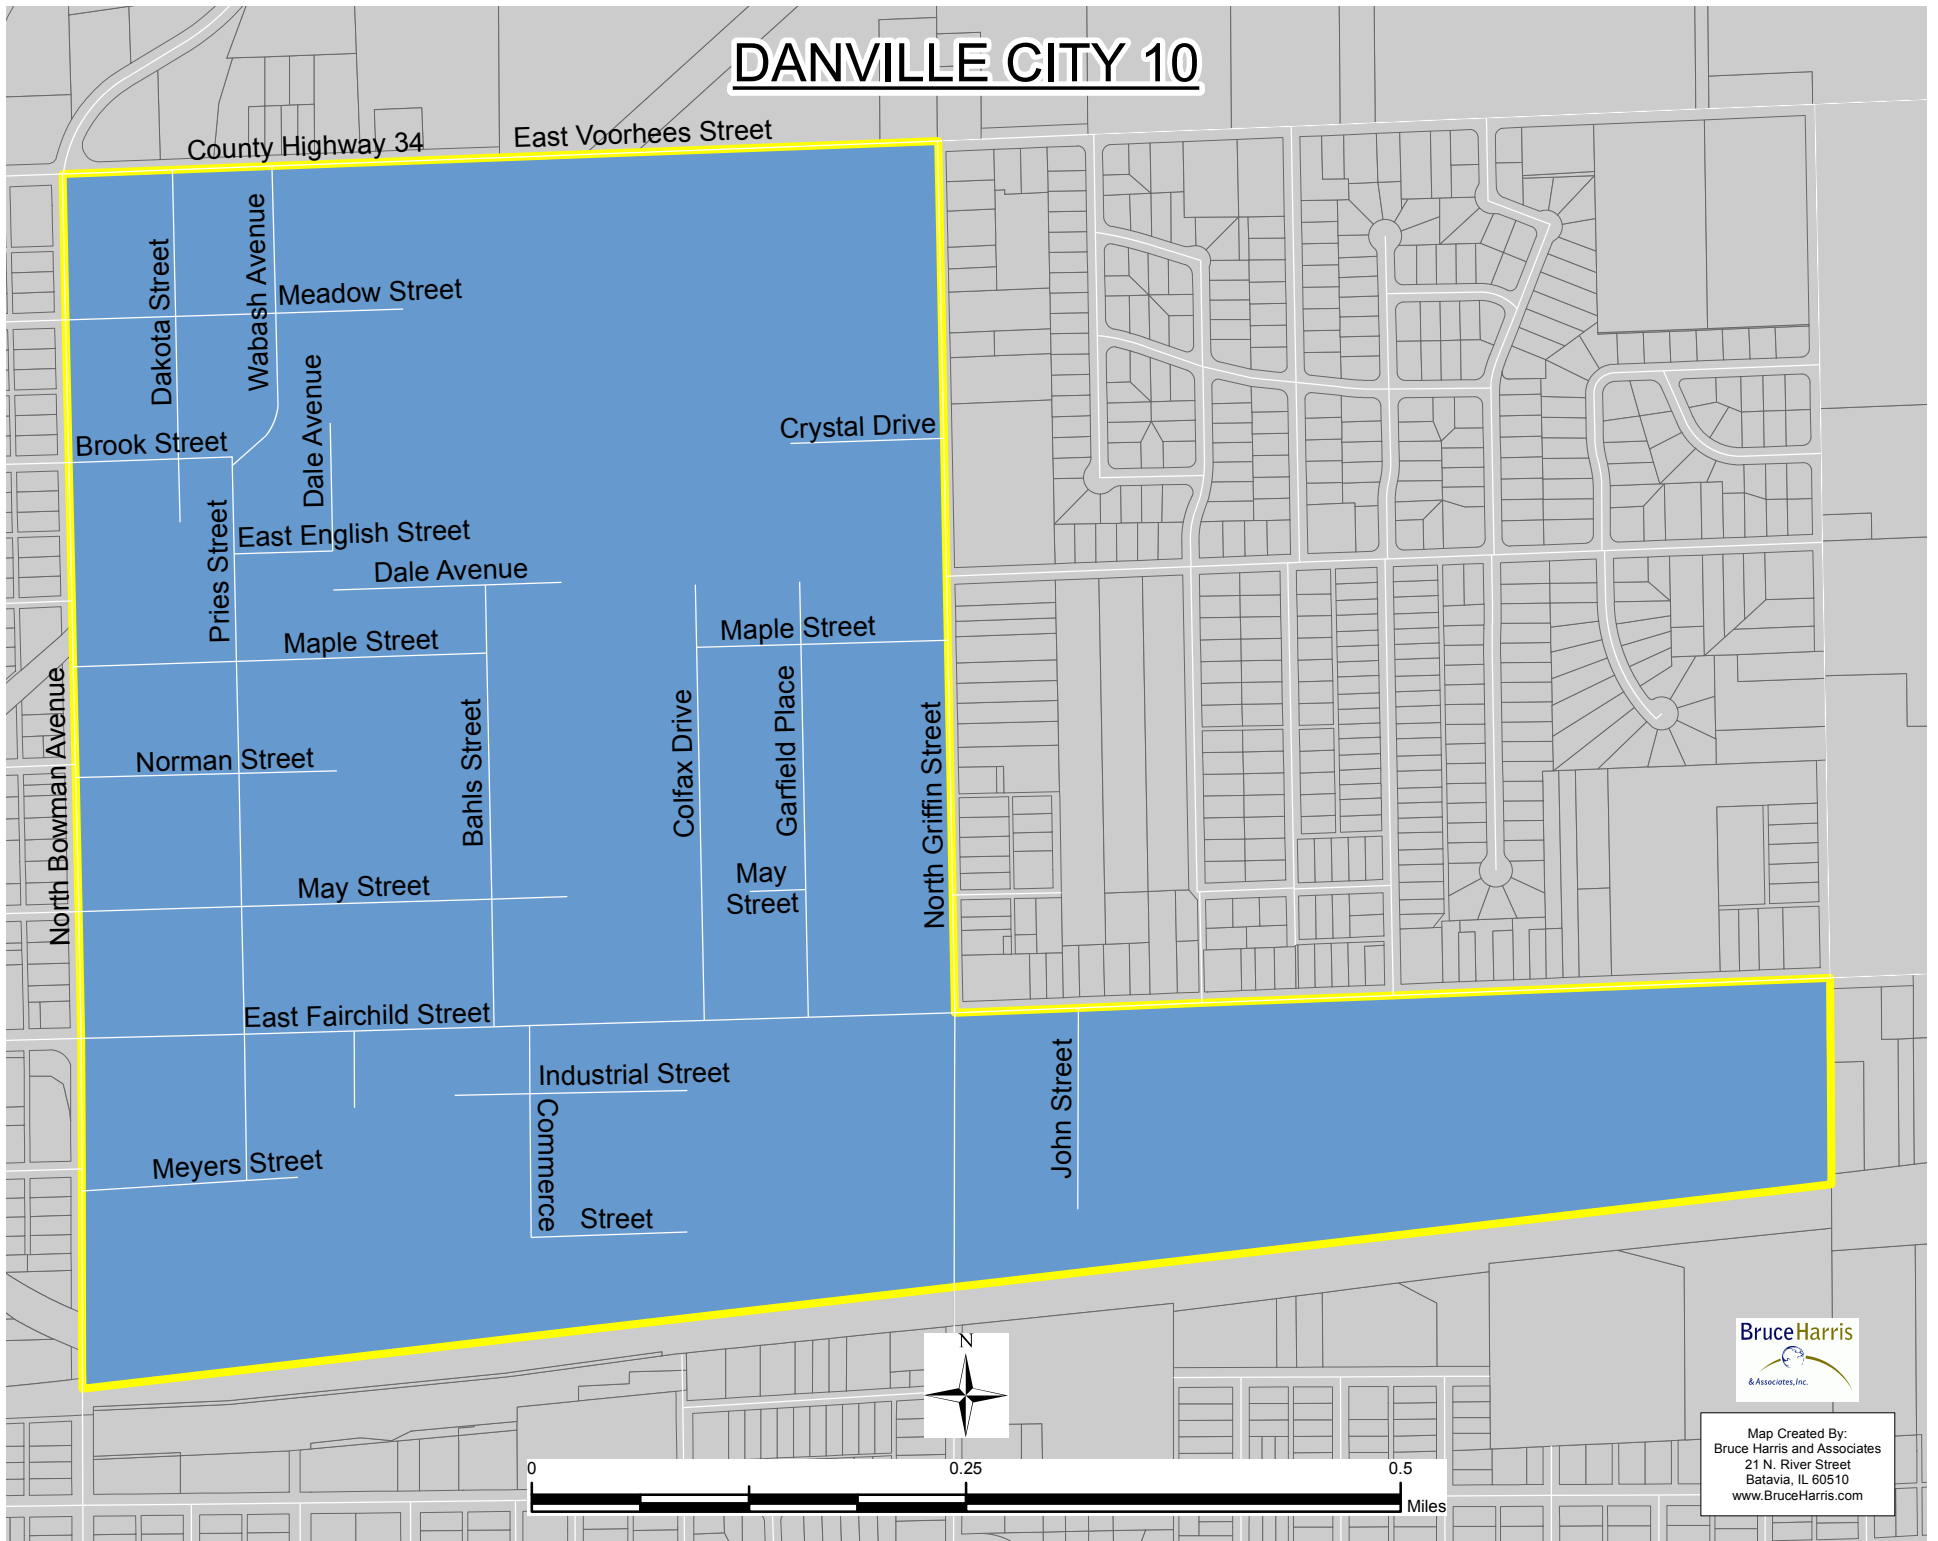 DANVILLE CITY 10
County Highway 34
East Voorhees Street
Dakota Street
Wabash Avenue
Meadow Street
Dale Avenue
Brook Street
Crystal Drive
Pries Street
East English Street
Dale Avenue
Maple Street
Maple Street
North Bowman Avenue
Norman Street
Bahls Street
Colfax Drive
Garfield Place
North Griffin Street
May Street
May
Street
East Fairchild Street
Industrial Street
Commerce
Street
John Street
Meyers Street
N
BruceHarris
& Associates, Inc.
Map Created By:
Bruce Harris and Associates
21 N. River Street
Batavia, IL 60510
www.BruceHarris.com
0
0.25
0.5
Miles